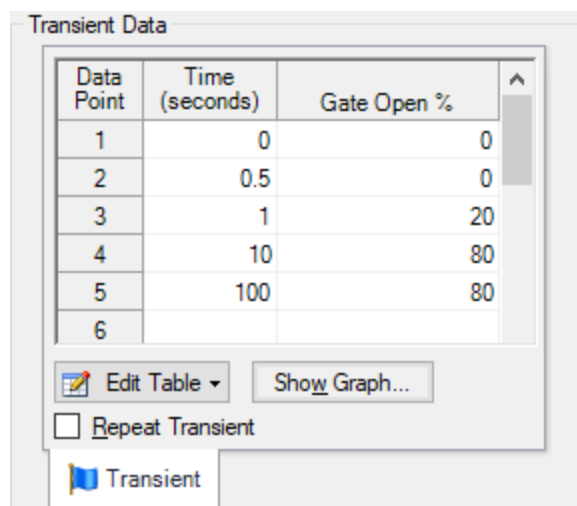 Transient Data
Data Point Time (seconds) Gate Open %
1 0 0
2 0.5 0
3 1 20
4 10 80
5 100 80
6
Edit Table Show Graph...
Repeat Transient
Transient